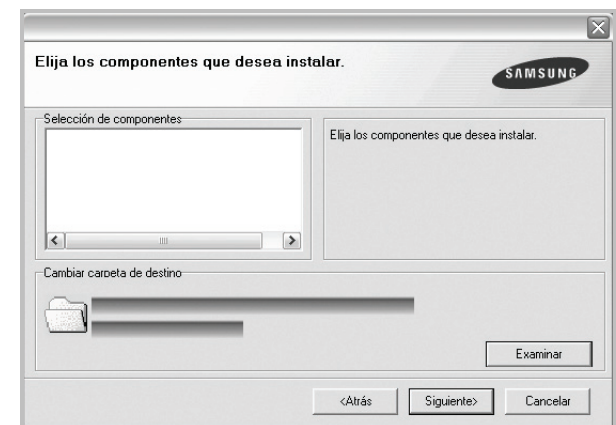 Elija los componentes que desea instalar.
SAMSUNG
Selección de componentes
Elija los componentes que desea instalar.
Cambiar carpeta de destino
Examinar
<Atrás
Siguiente>
Cancelar